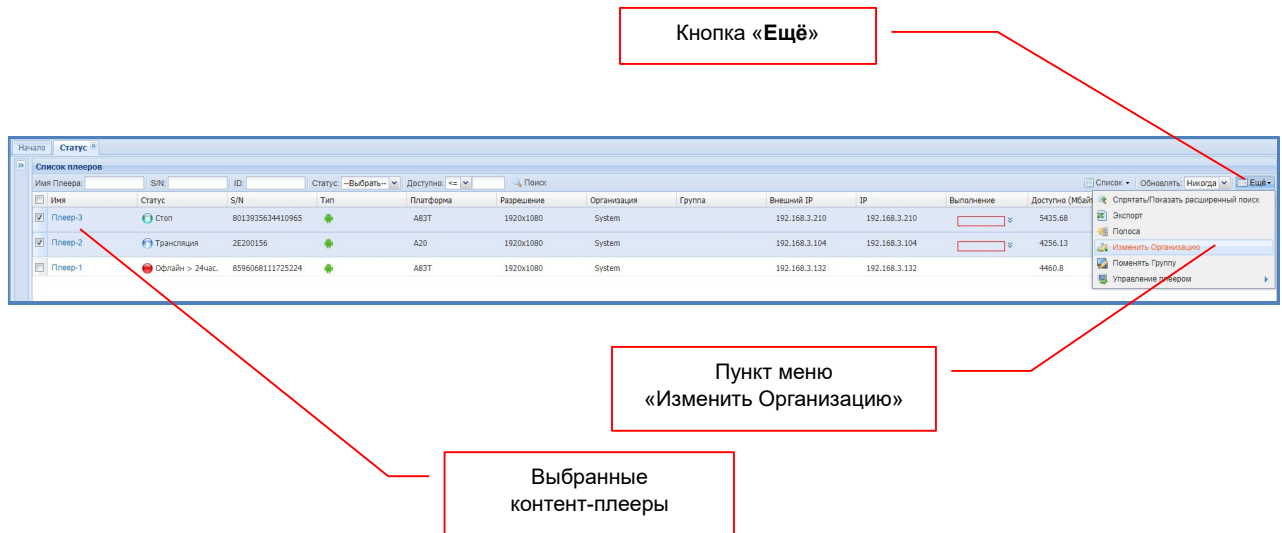 Кнопка «Ещё»
Начало Статус
Список плееров
Имя Плеера: S/N: ID: Статус: --Выбрать-- Доступно: <= Поиск Список Обновлять: Никогда Ещё
Имя Статус S/N Тип Платформа Разрешение Организация Группа Внешний IP IP Выполнение Доступно (Мбай
Спрятать/Показать расширенный поиск
Плеер-3 Стоп 8013935634410965 A83T 1920x1080 System 192.168.3.210 192.168.3.210 5435.68
Экспорт
Полоса
Плеер-2 Трансляция 2E200156 A20 1920x1080 System 192.168.3.104 192.168.3.104 4256.13
Изменить Организацию
Поменять Группу
Плеер-1 Офлайн > 24час. 8596068111725224 A83T 1920x1080 System 192.168.3.132 192.168.3.132 4460.8
Управление плеером
Пункт меню
«Изменить Организацию»
Выбранные
контент-плееры